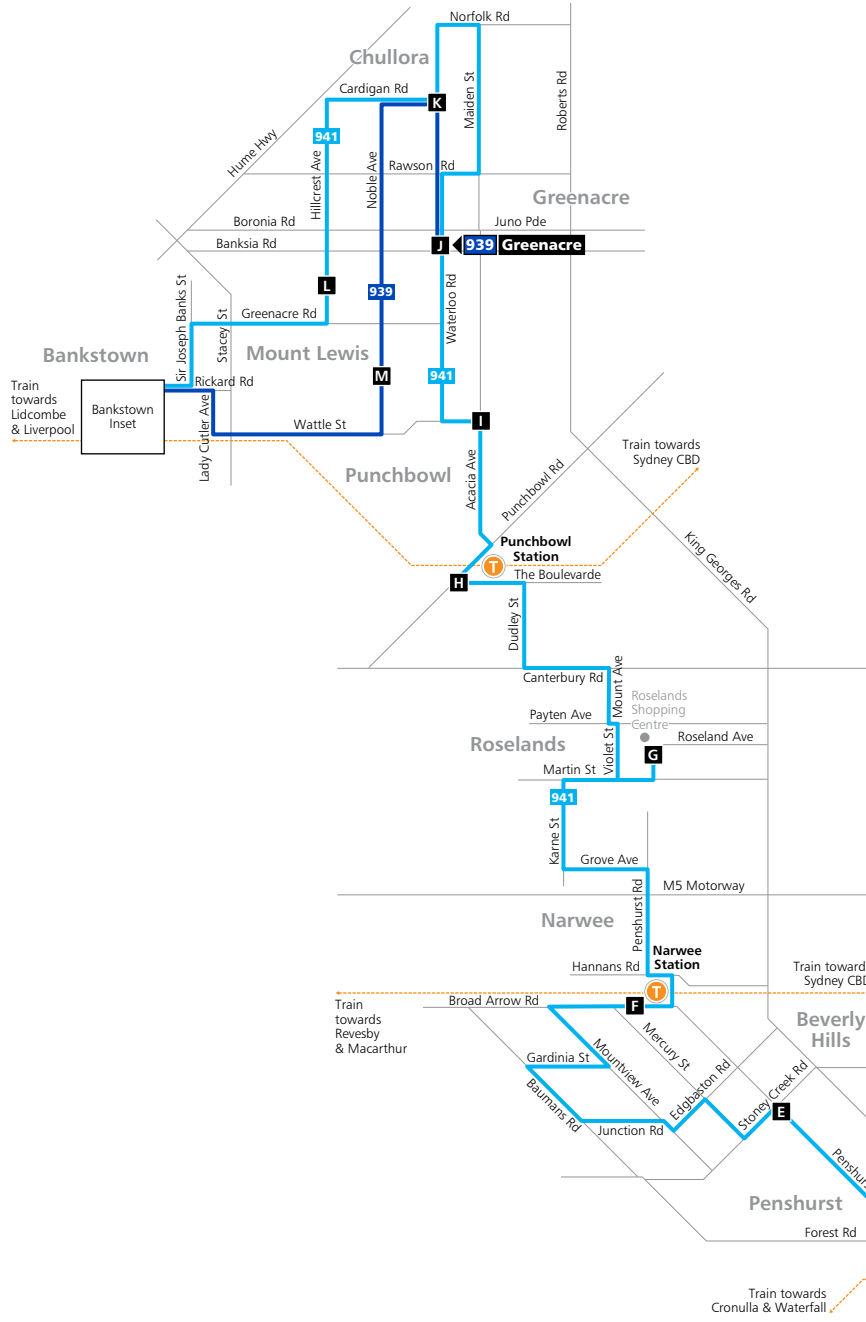 Norfolk Rd
Chullora
Cardigan Rd
K
Maiden St
Roberts Rd
941
Hume Hwy
Hillcrest Ave
Noble Ave
Rawson Rd
Greenacre
Boronia Rd
Juno Pde
Banksia Rd
J
939 Greenacre
L
939
Sir Joseph Banks St
Stacey St
Greenacre Rd
Waterloo Rd
Bankstown
Mount Lewis
Train
towards
Lidcombe
& Liverpool
Bankstown
Inset
Rickard Rd
M
941
Lady Cutler Ave
Wattle St
I
Punchbowl
Acacia Ave
Punchbowl Rd
Train towards
Sydney CBD
Punchbowl
Station
T
King Georges Rd
H
The Boulevarde
Dudley St
Canterbury Rd
Mount Ave
Roselands
Shopping
Centre
Payten Ave
Roselands
Violet St
Roseland Ave
G
Martin St
941
Karne St
Grove Ave
Penshurst Rd
M5 Motorway
Narwee
Narwee
Station
Hannans Rd
T
Train toward
Sydney CBD
Train
towards
Revesby
& Macarthur
Broad Arrow Rd
F
Beverly
Hills
Mercury St
Gardinia St
Mountview Ave
Edgbaston Rd
Stoney Creek Rd
Baumans Rd
E
Junction Rd
Penshurs
Penshurst
Forest Rd
Train towards
Cronulla & Waterfall